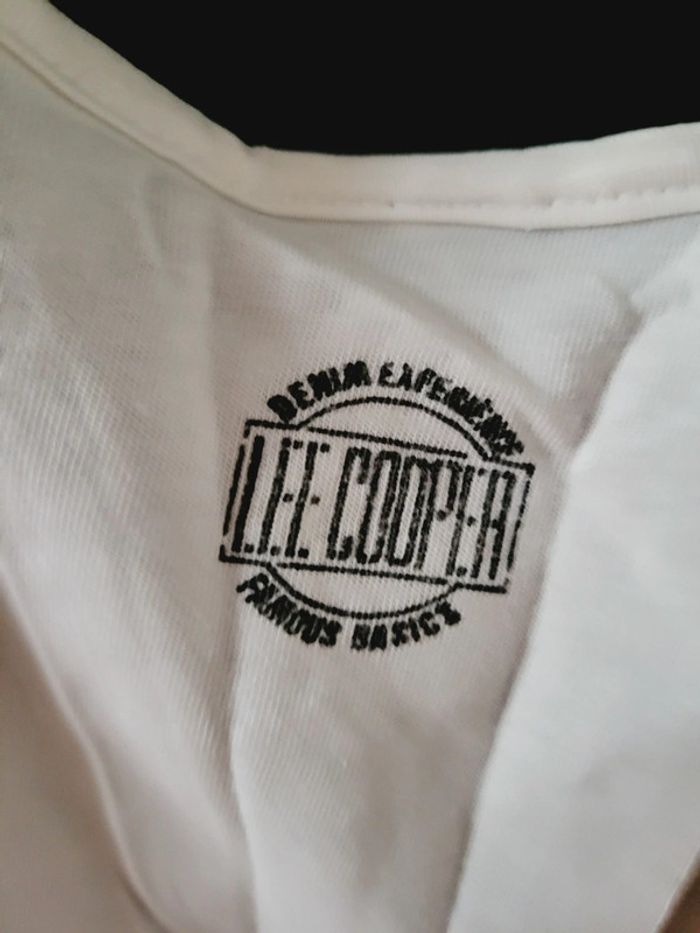 DENIM EXPERIENCE
LEE COOPER
FAMOUS BASICS